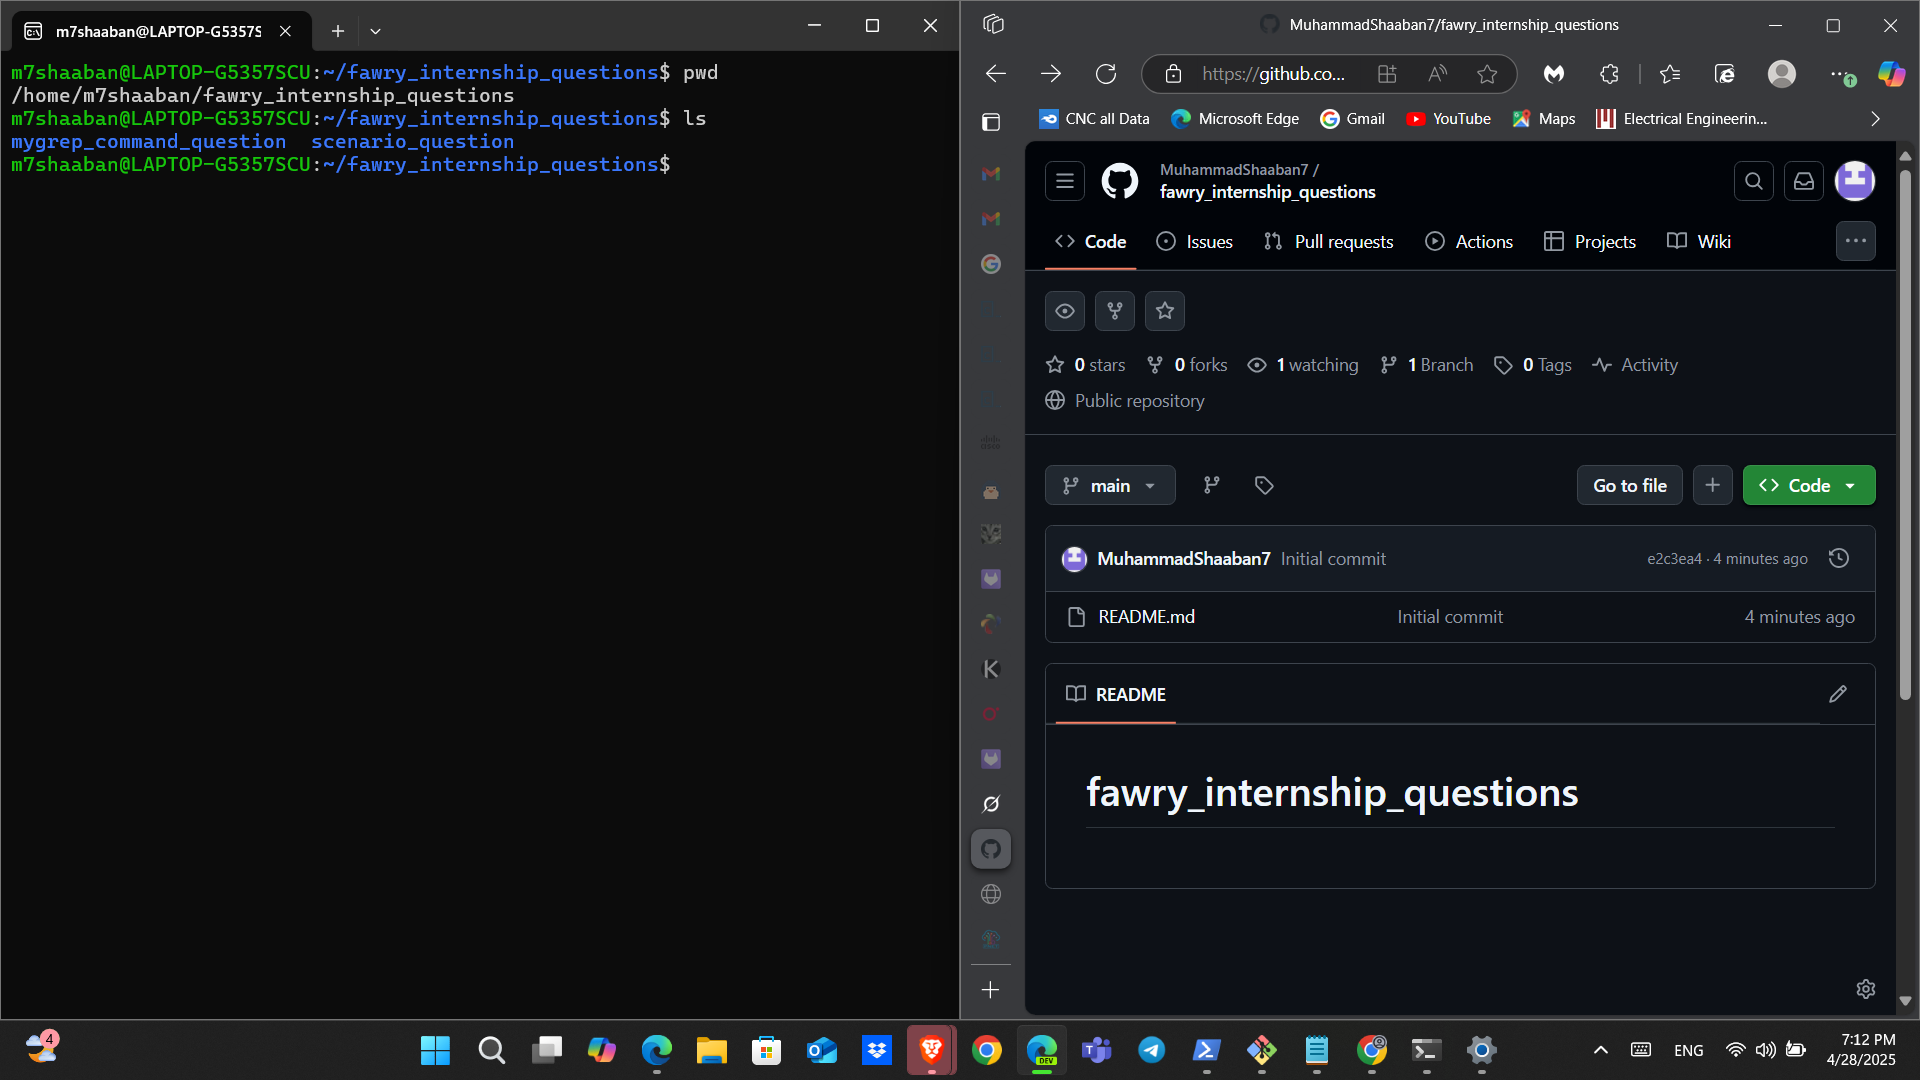 m7shaaban@LAPTOP-G5357S
m7shaaban@LAPTOP-G5357SCU:~/fawry_internship_questions$ pwd
/home/m7shaaban/fawry_internship_questions
m7shaaban@LAPTOP-G5357SCU:~/fawry_internship_questions$ ls
mygrep_command_question scenario_question
m7shaaban@LAPTOP-G5357SCU:~/fawry_internship_questions$
MuhammadShaaban7/fawry_internship_questions
https://github.co...
CNC all Data Microsoft Edge Gmail YouTube Maps Electrical Engineerin...
MuhammadShaaban7 /
fawry_internship_questions
Code Issues Pull requests Actions Projects Wiki
0 stars 0 forks 1 watching 1 Branch 0 Tags Activity
Public repository
main Go to file Code
MuhammadShaaban7 Initial commit e2c3ea4 · 4 minutes ago
README.md Initial commit 4 minutes ago
README
fawry_internship_questions
4
DEV
ENG
7:12 PM
4/28/2025